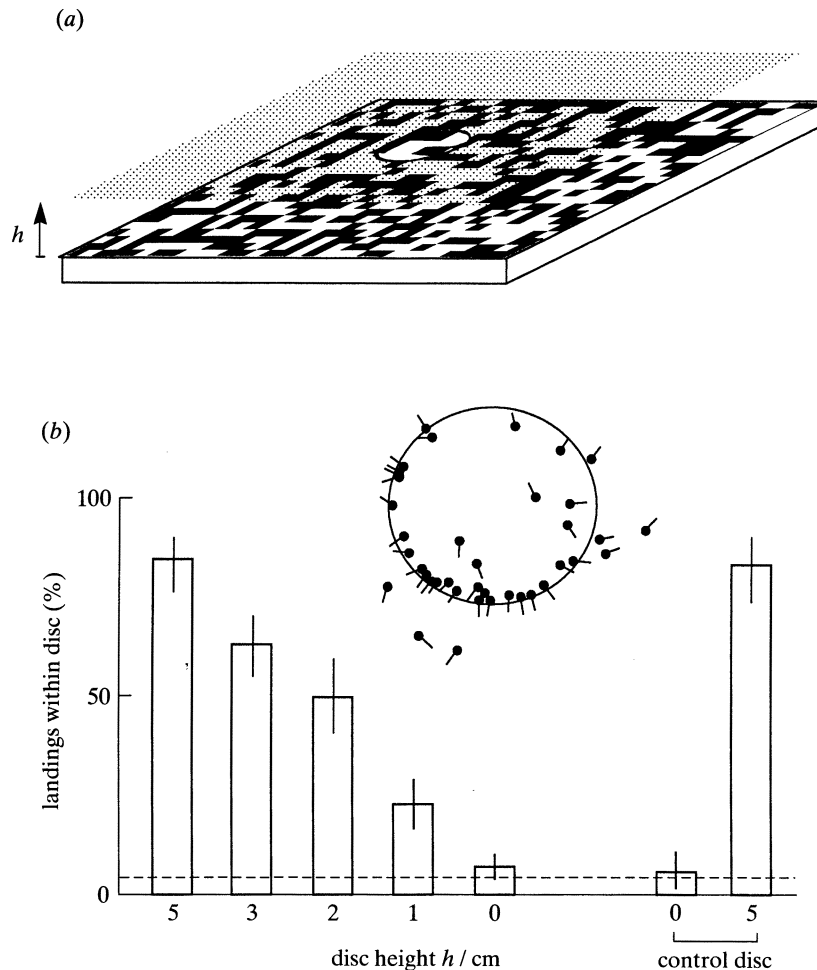 (a)
h
(b)
landings within disc (%)
100
50
0
5 3 2 1 0 0 5
disc height h / cm control disc